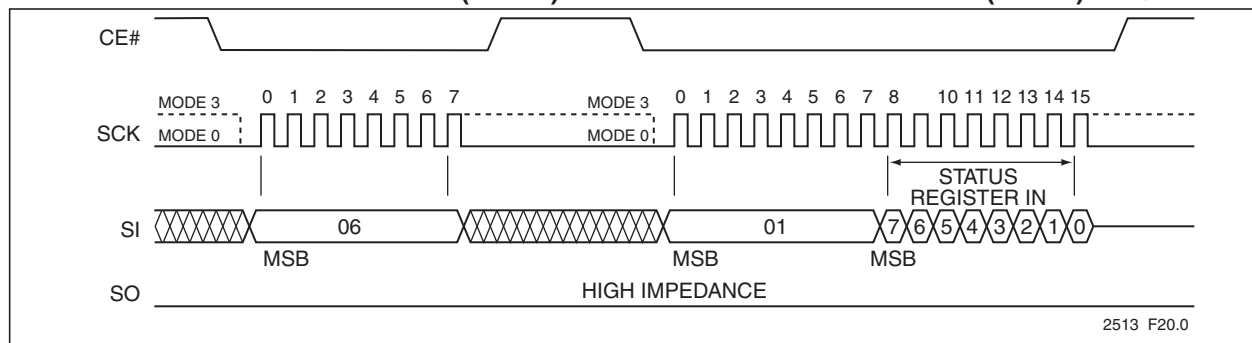 CE#
MODE 3 0 1 2 3 4 5 6 7 MODE 3 0 1 2 3 4 5 6 7 8 10 11 12 13 14 15
SCK MODE 0 MODE 0
STATUS
REGISTER IN
SI 06 01 7 6 5 4 3 2 1 0
MSB MSB MSB
SO HIGH IMPEDANCE
2513 F20.0